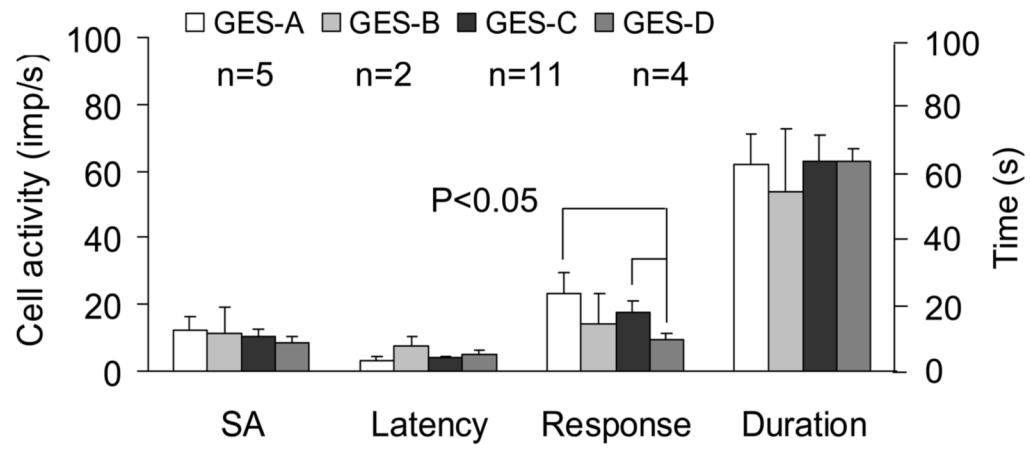 GES-A GES-B GES-C GES-D
n=5 n=2 n=11 n=4
Cell activity (imp/s)
100
80
60
40
20
0
P<0.05
100
80
60
40
20
0
Time (s)
SA Latency Response Duration